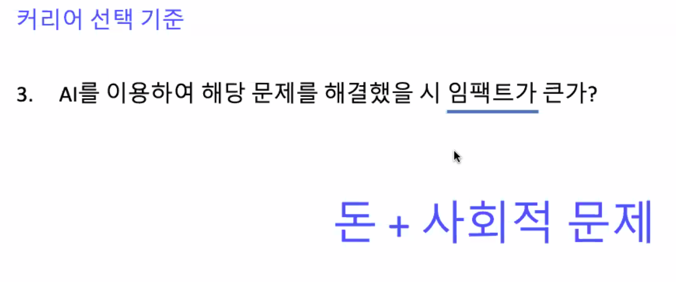 커리어 선택 기준
3. AI를 이용하여 해당 문제를 해결했을 시 임팩트가 큰가?
돈 + 사회적 문제